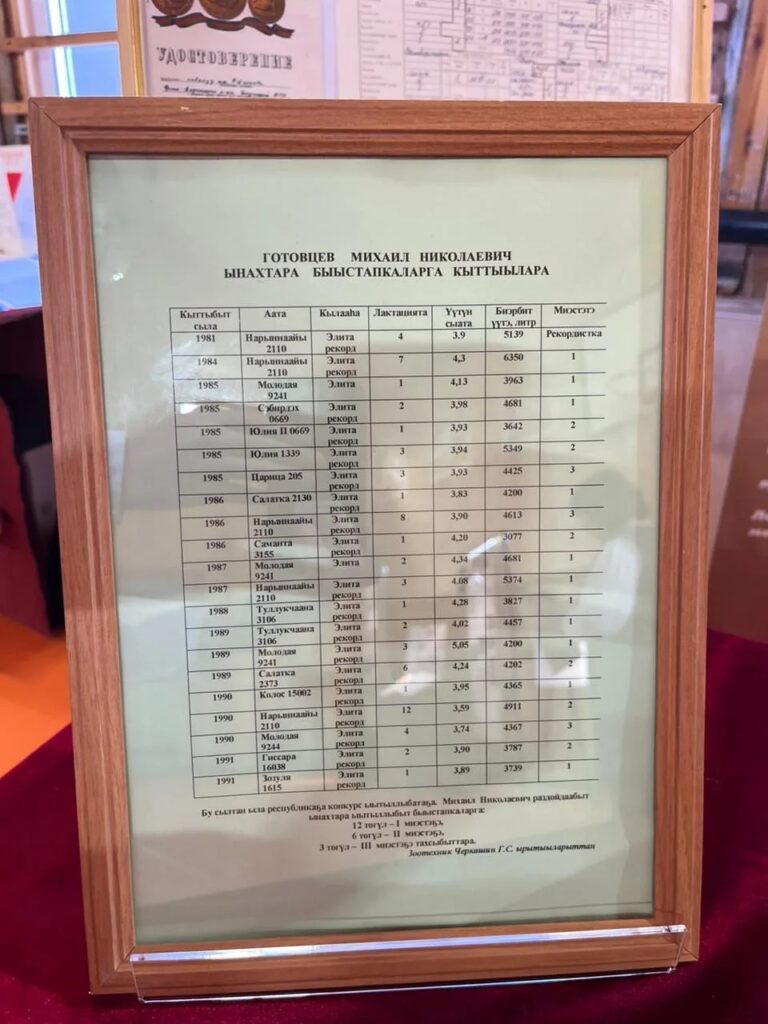 УДОСТОВЕРЕНИЕ
ГОТОВЦЕВ МИХАИЛ НИКОЛАЕВИЧ
ЫНАХТАРА БЫЫСТАПКАЛАРГА КЫТТЫЫЛАРА
Кыттыбыт сыла Аата Кылааһа Лактацията Үүтүн сыата Биэрбит үүтэ, литр Миэстэтэ
1981 Нарыннаайы 2110 Элита рекорд 4 3.9 5139 Рекордистка
1984 Нарыннаайы 2110 Элита рекорд 7 4,3 6350 1
1985 Молодая 9241 Элита 1 4,13 3963 1
1985 Сэбирдэх 0669 Элита рекорд 2 3,98 4681 1
1985 Юлия П 0669 Элита рекорд 1 3,93 3642 2
1985 Юлия 1339 Элита рекорд 3 3,94 5349 2
1985 Царица 205 Элита рекорд 3 3,93 4425 3
1986 Салатка 2130 Элита рекорд 1 3.83 4200 1
1986 Нарыннаайы 2110 Элита рекорд 8 3,90 4613 3
1986 Саманта 3155 Элита рекорд 1 4,20 3077 2
1987 Молодая 9241 Элита 2 4,34 4681 1
1987 Нарыннаайы 2110 Элита рекорд 3 4.08 5374 1
1988 Туллукчаана 3106 Элита рекорд 1 4,28 3827 1
1989 Туллукчаана 3106 Элита рекорд 2 4,02 4457 1
1989 Молодая 9241 Элита рекорд 3 5,05 4200 1
1989 Салатка 2373 Элита рекорд 6 4,24 4202 2
1990 Колос 15002 Элита рекорд 1 3,95 4365 1
1990 Нарыннаайы 2110 Элита рекорд 12 3,59 4911 2
1990 Молодая 9244 Элита рекорд 4 3,74 4367 3
1991 Гиссара 16038 Элита рекорд 2 3,90 3787 2
1991 Зозуля 1615 Элита рекорд 1 3,89 3739 1
Бу сылтан ыла республикаҕа конкурс ыытыллыбатаҕа. Михаил Николаевич раздойдаабыт
ынахтара ыытыллыбыт быыстапкаларга:
12 төгүл – I миэстэҕэ,
6 төгүл – II миэстэҕэ,
3 төгүл – III миэстэҕэ тахсыбыттара.
Зоотехник Черкашин Г.С. ырытыыларыттан